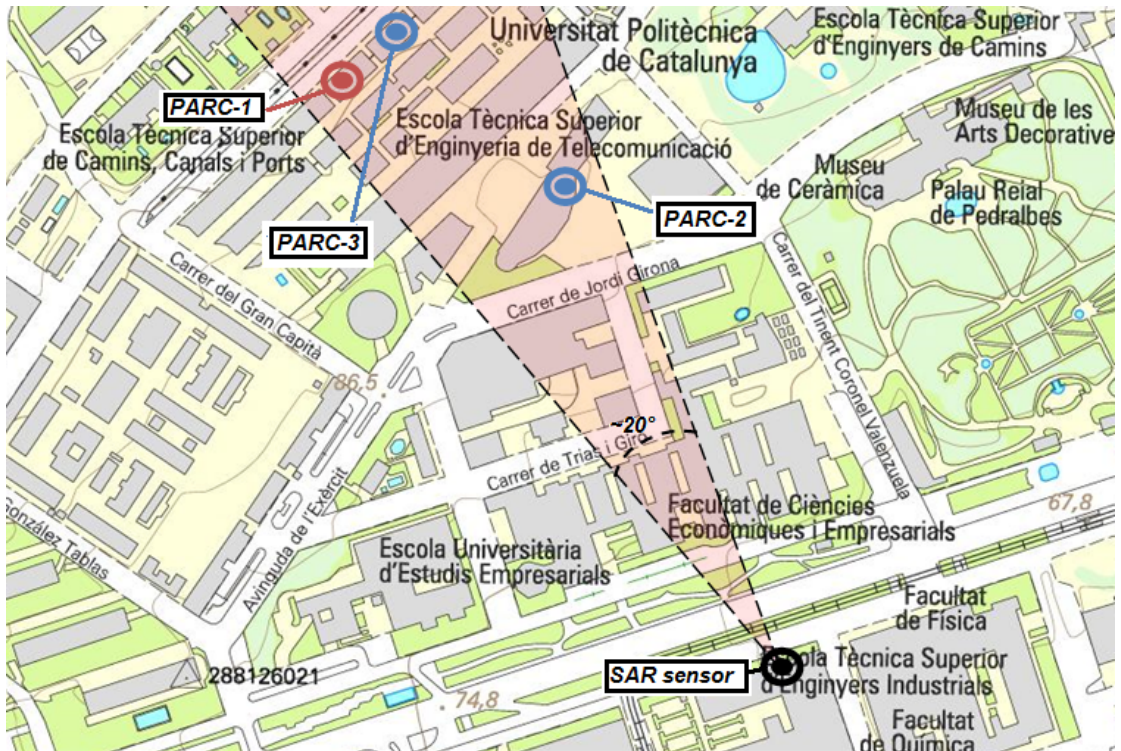 Universitat Politècnica
de Catalunya
Escola Tècnica Superior
d'Enginyers de Camins
PARC-1
Escola Tècnica Superior
de Camins, Canals i Ports
Escola Tècnica Superior
d'Enginyeria de Telecomunicació
Museu de les
Arts Decorative
Museu
de Ceràmica
Palau Reial
de Pedralbes
PARC-2
PARC-3
Carrer del Gran Capità
Carrer de Jordi Girona
Carrer del Tinent Coronel Valenzuela
86,5
~20°
Carrer de Trias i Giro
González Tablas
Avinguda de l'Exèrcit
Facultat de Ciències
Econòmiques i Empresarials
67,8
Escola Universitària
d'Estudis Empresarials
Facultat
de Física
288126021
SAR sensor
Escola Tècnica Superior
d'Enginyers Industrials
74,8
Facultat
de Química